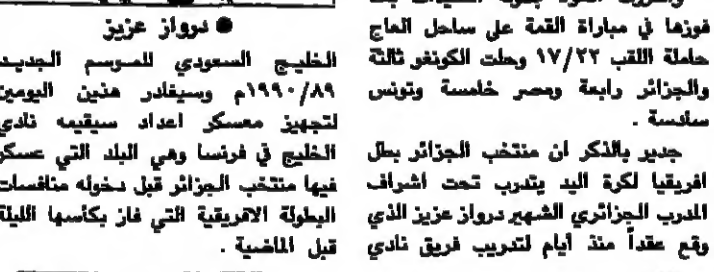 فوزها في مباراة القمة على ساحل العاج
حاملة اللقب ١٧/٢٢ وحلت الكونغو ثالثة
والجزائر رابعة ومصر خامسة وتونس
سادسة .
جدير بالذكر ان منتخب الجزائر بطل
افريقيا لكرة اليد يتدرب تحت اشراف
المدرب الجزائري الشهير درواز عزيز الذي
وقع عقداً منذ أيام لتدريب فريق نادي
● درواز عزيز
الخليج السعودي للموسم الجديد
١٩٩٠/٨٩م وسيغادر هذين اليومين
لتجهيز معسكر اعداد سيقيمه نادي
الخليج في فرنسا وهي البلد التي عسكر
فيها منتخب الجزائر قبل دخوله منافسات
البطولة الافريقية التي فاز بكأسها الليلة
قبل الماضية .